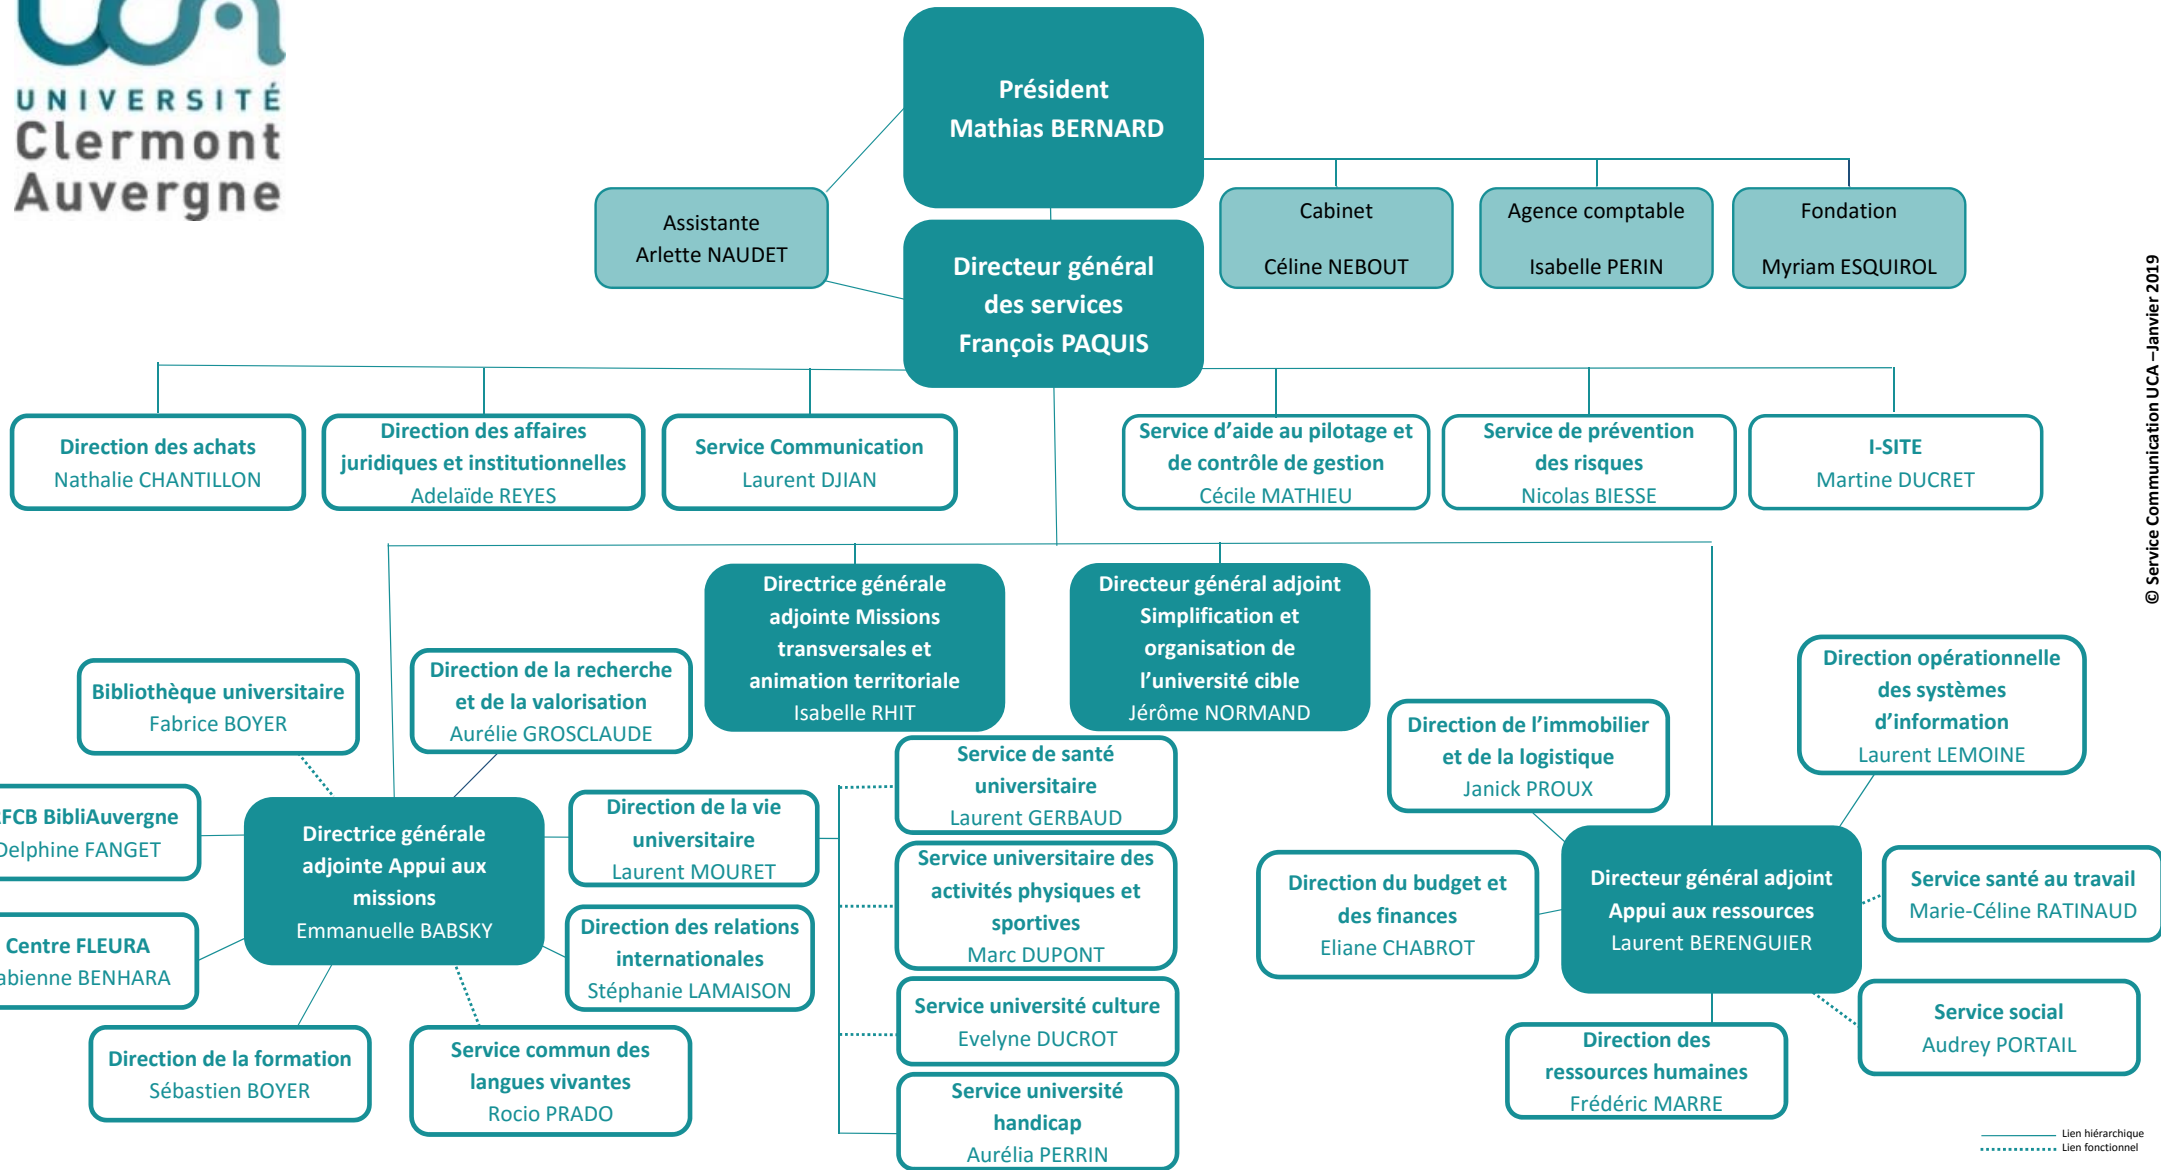 UNIVERSITÉ
Clermont
Auvergne
Président
Mathias BERNARD
Assistante
Arlette NAUDET
Directeur général
des services
François PAQUIS
Cabinet
Céline NEBOUT
Agence comptable
Isabelle PERIN
Fondation
Myriam ESQUIROL
© Service Communication UCA –Janvier 2019
Direction des achats
Nathalie CHANTILLON
Direction des affaires
juridiques et institutionnelles
Adelaïde REYES
Service Communication
Laurent DJIAN
Service d’aide au pilotage et
de contrôle de gestion
Cécile MATHIEU
Service de prévention
des risques
Nicolas BIESSE
I-SITE
Martine DUCRET
Directrice générale
adjointe Missions
transversales et
animation territoriale
Isabelle RHIT
Directeur général adjoint
Simplification et
organisation de
l’université cible
Jérôme NORMAND
Bibliothèque universitaire
Fabrice BOYER
Direction de la recherche
et de la valorisation
Aurélie GROSCLAUDE
BibliAuvergne
FANGET
Centre FLEURA
BENHARA
Directrice générale
adjointe Appui aux
missions
Emmanuelle BABSKY
Direction de la formation
Sébastien BOYER
Service commun des
langues vivantes
Rocio PRADO
Direction de la vie
universitaire
Laurent MOURET
Direction des relations
internationales
Stéphanie LAMAISON
Service de santé
universitaire
Laurent GERBAUD
Service universitaire des
activités physiques et
sportives
Marc DUPONT
Service université culture
Evelyne DUCROT
Service université
handicap
Aurélia PERRIN
Direction de l’immobilier
et de la logistique
Janick PROUX
Direction opérationnelle
des systèmes
d’information
Laurent LEMOINE
Direction du budget et
des finances
Eliane CHABROT
Directeur général adjoint
Appui aux ressources
Laurent BERENGUIER
Service santé au travail
Marie-Céline RATINAUD
Service social
Audrey PORTAIL
Direction des
ressources humaines
Frédéric MARRE
Lien hiérarchique
Lien fonctionnel